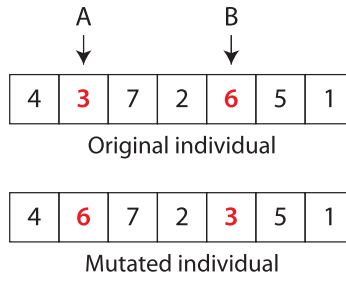 A B
4 3 7 2 6 5 1
Original individual
4 6 7 2 3 5 1
Mutated individual